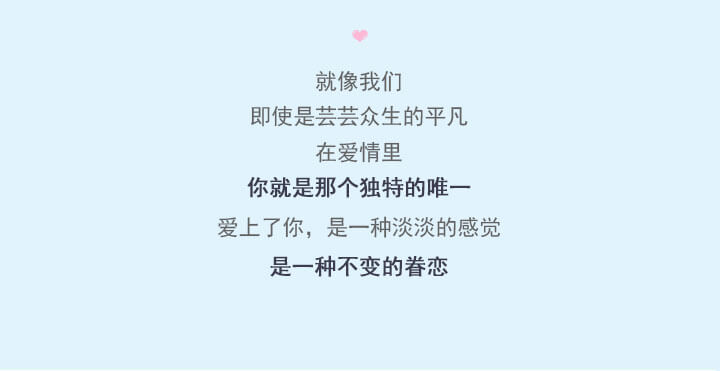 就像我们
即使是芸芸众生的平凡
在爱情里
你就是那个独特的唯一
爱上了你，是一种淡淡的感觉
是一种不变的眷恋